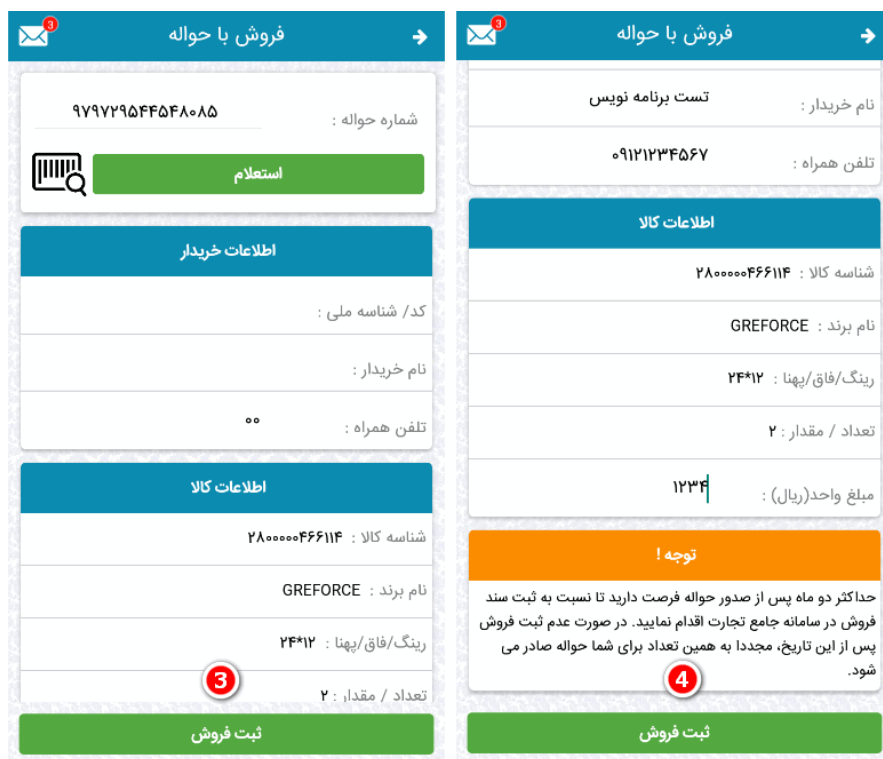 3
فروش با حواله
شماره حواله :
۹۷۹۷۲۹۵۴۴۵۴۸۰۸۵
استعلام
اطلاعات خریدار
کد/ شناسه ملی :
نام خریدار :
تلفن همراه :
۰۰
اطلاعات کالا
شناسه کالا : ۲۸۰۰۰۰۰۴۶۶۱۱۴
نام برند : GREFORCE
رینگ/فاق/پهنا : ۱۲*۲۴
تعداد / مقدار : ۲
3
ثبت فروش
3
فروش با حواله
نام خریدار :
تست برنامه نویس
تلفن همراه :
۰۹۱۲۱۲۳۴۵۶۷
اطلاعات کالا
شناسه کالا : ۲۸۰۰۰۰۰۴۶۶۱۱۴
نام برند : GREFORCE
رینگ/فاق/پهنا : ۱۲*۲۴
تعداد / مقدار : ۲
مبلغ واحد(ریال) :
۱۲۳۴
توجه !
حداکثر دو ماه پس از صدور حواله فرصت دارید تا نسبت به ثبت سند
فروش در سامانه جامع تجارت اقدام نمایید. در صورت عدم ثبت فروش
پس از این تاریخ، مجددا به همین تعداد برای شما حواله صادر می
شود.
4
ثبت فروش